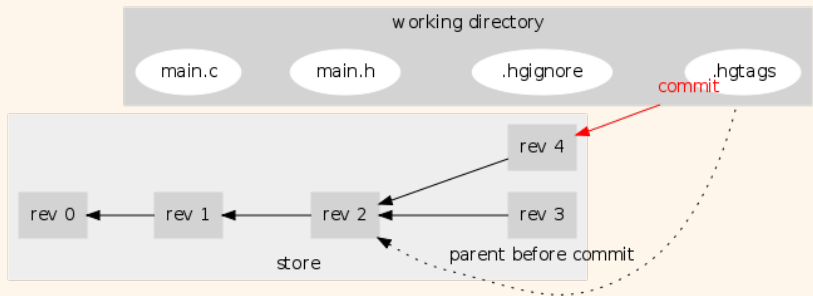 working directory
main.c
main.h
.hgignore
.hgtags
commit
rev 4
rev 0
rev 1
rev 2
rev 3
parent before commit
store